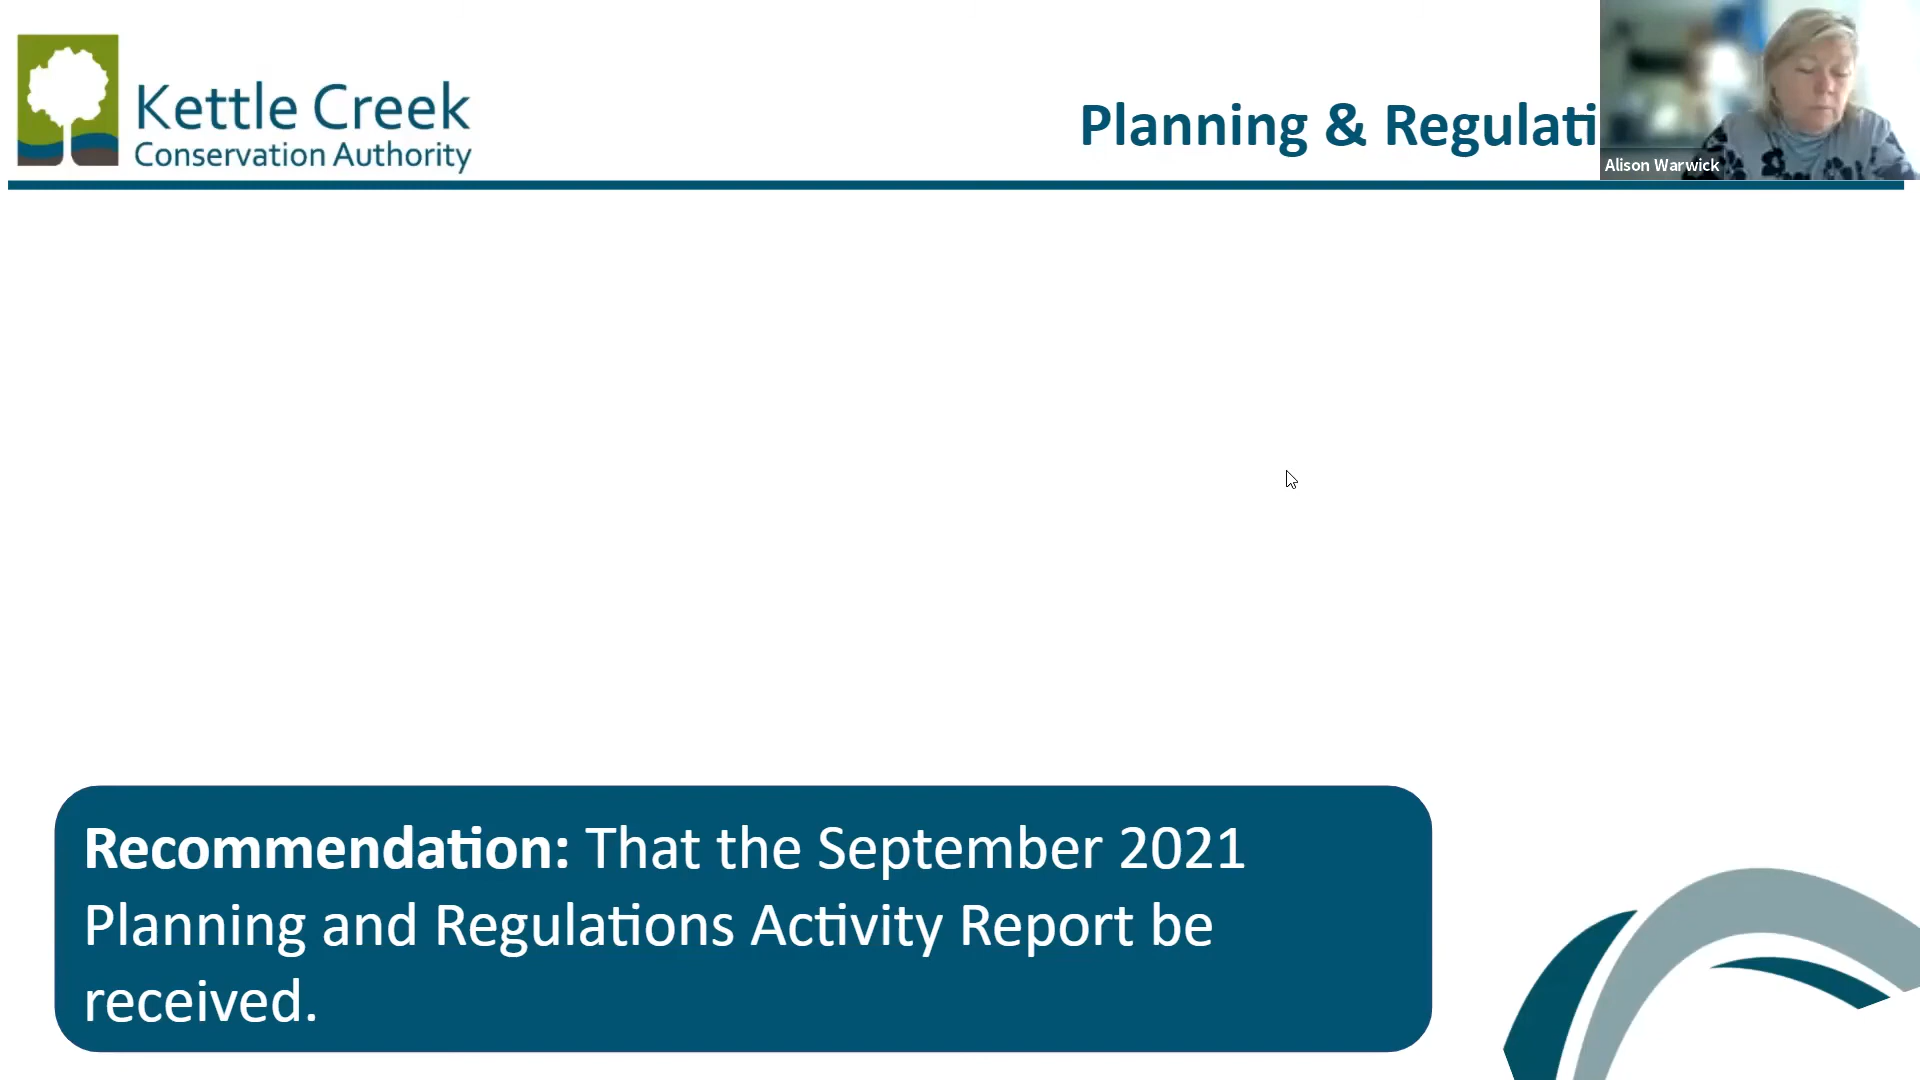 Kettle Creek
Conservation Authority
Planning & Regulati
Alison Warwick
Recommendation: That the September 2021
Planning and Regulations Activity Report be
received.